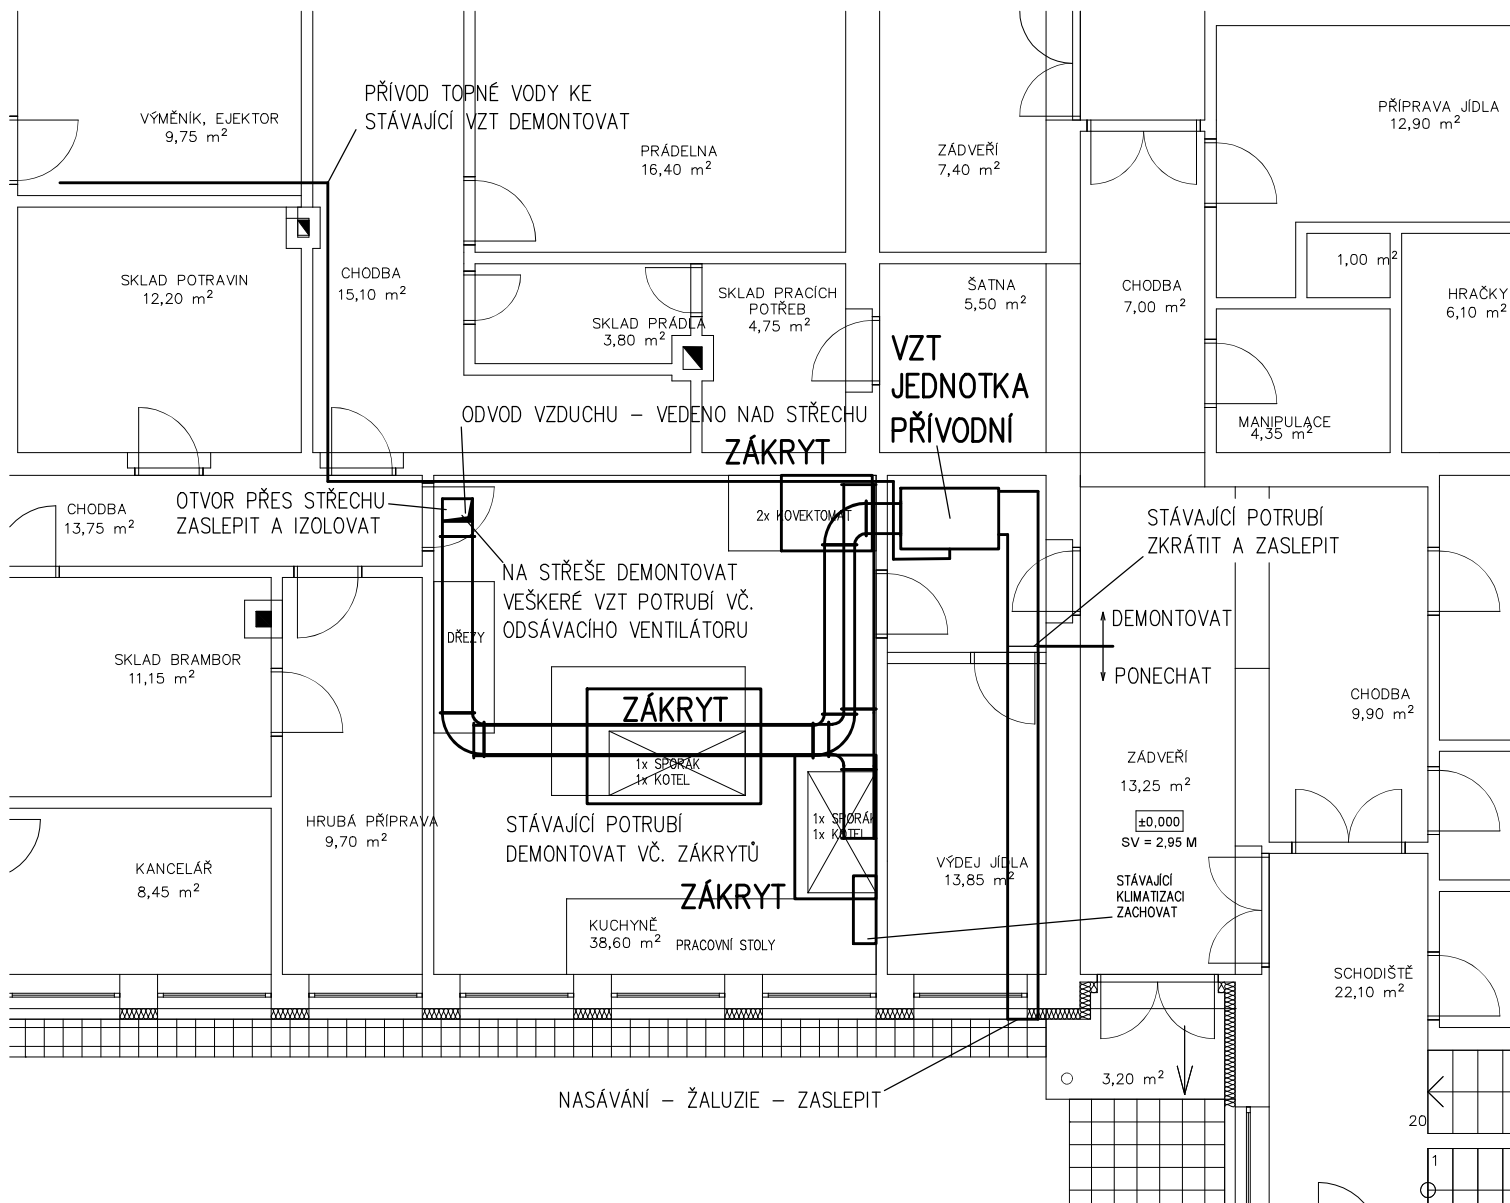 PŘÍVOD TOPNÉ VODY KE
STÁVAJÍCÍ VZT DEMONTOVAT
VÝMĚNÍK, EJEKTOR
9,75 m²
PRÁDELNA
16,40 m²
ZÁDVEŘÍ
7,40 m²
PŘÍPRAVA JÍDLA
12,90 m²
SKLAD POTRAVIN
12,20 m²
CHODBA
15,10 m²
SKLAD PRÁDLA
3,80 m²
SKLAD PRACÍCH
POTŘEB
4,75 m²
ŠATNA
5,50 m²
CHODBA
7,00 m²
1,00 m²
HRAČKY
6,10 m²
VZT
JEDNOTKA
PŘÍVODNÍ
MANIPULACE
4,35 m²
ODVOD VZDUCHU – VEDENO NAD STŘECHU
ZÁKRYT
CHODBA
13,75 m²
OTVOR PŘES STŘECHU
ZASLEPIT A IZOLOVAT
2x KOVEKTOMAT
STÁVAJÍCÍ POTRUBÍ
ZKRÁTIT A ZASLEPIT
NA STŘEŠE DEMONTOVAT
VEŠKERÉ VZT POTRUBÍ VČ.
ODSÁVACÍHO VENTILÁTORU
DŘEZY
DEMONTOVAT
PONECHAT
SKLAD BRAMBOR
11,15 m²
ZÁKRYT
1x SPORÁK
1x KOTEL
CHODBA
9,90 m²
ZÁDVEŘÍ
13,25 m²
±0,000
SV = 2,95 M
HRUBÁ PŘÍPRAVA
9,70 m²
STÁVAJÍCÍ POTRUBÍ
DEMONTOVAT VČ. ZÁKRYTŮ
1x SPORÁK
1x KOTEL
KANCELÁŘ
8,45 m²
ZÁKRYT
VÝDEJ JÍDLA
13,85 m²
STÁVAJÍCÍ
KLIMATIZACI
ZACHOVAT
KUCHYNĚ
38,60 m²
PRACOVNÍ STOLY
SCHODIŠTĚ
22,10 m²
NASÁVÁNÍ – ŽALUZIE – ZASLEPIT
3,20 m²
20
1